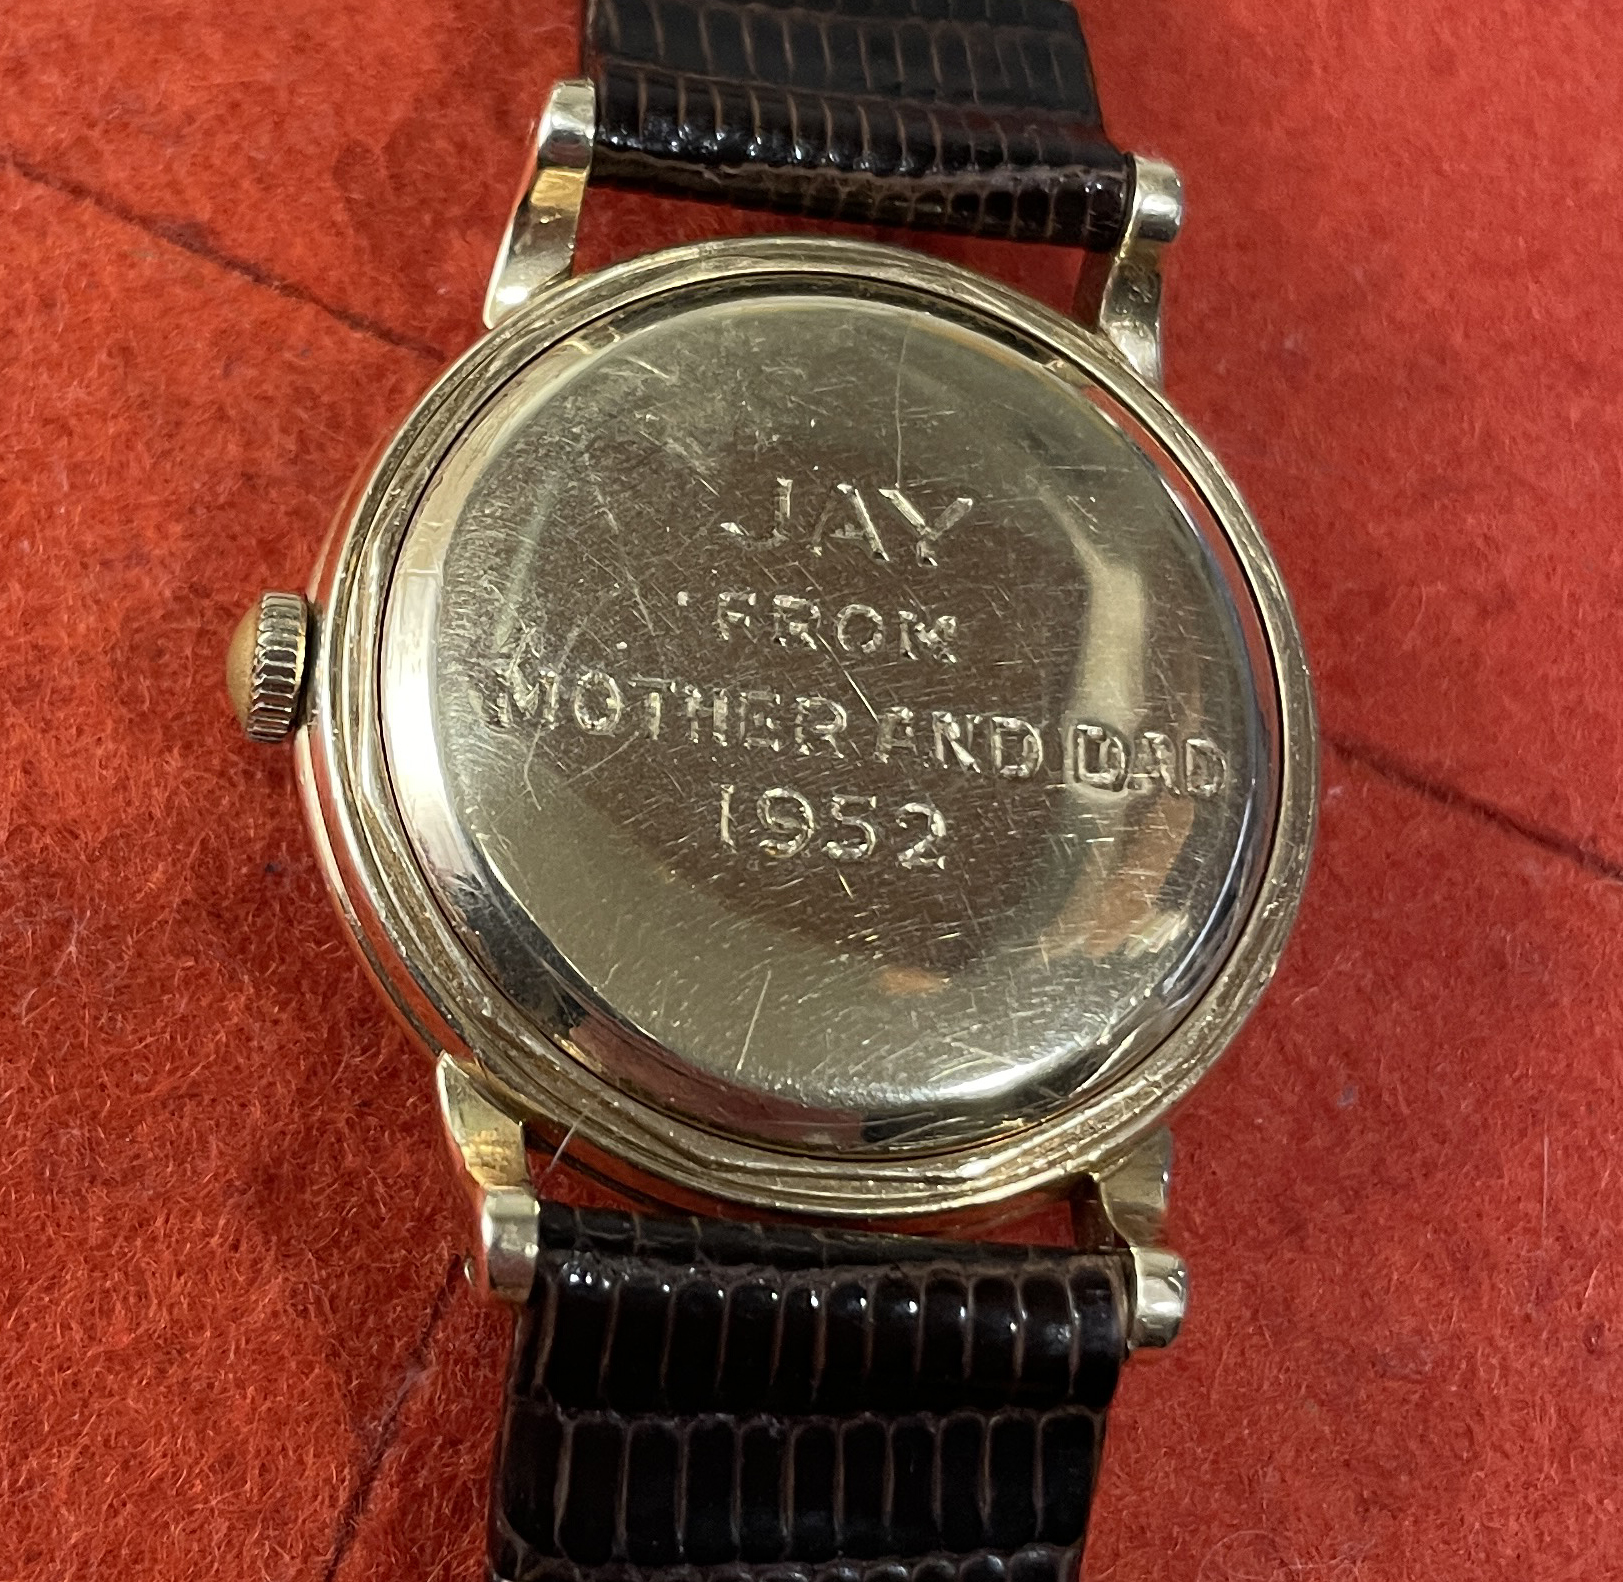 JAY
FROM
MOTHER AND DAD
1952